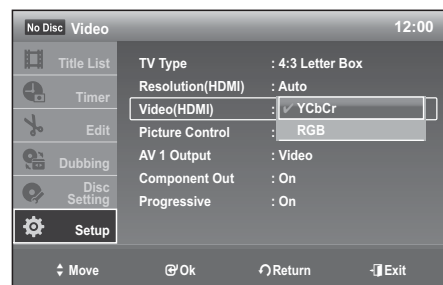 No Disc Video 12:00
Title List
Timer
Edit
Dubbing
Disc Setting
Setup
TV Type : 4:3 Letter Box
Resolution(HDMI) : Auto
Video(HDMI) : ✓ YCbCr
RGB
Picture Control :
AV 1 Output : Video
Component Out : On
Progressive : On
Move Ok Return Exit